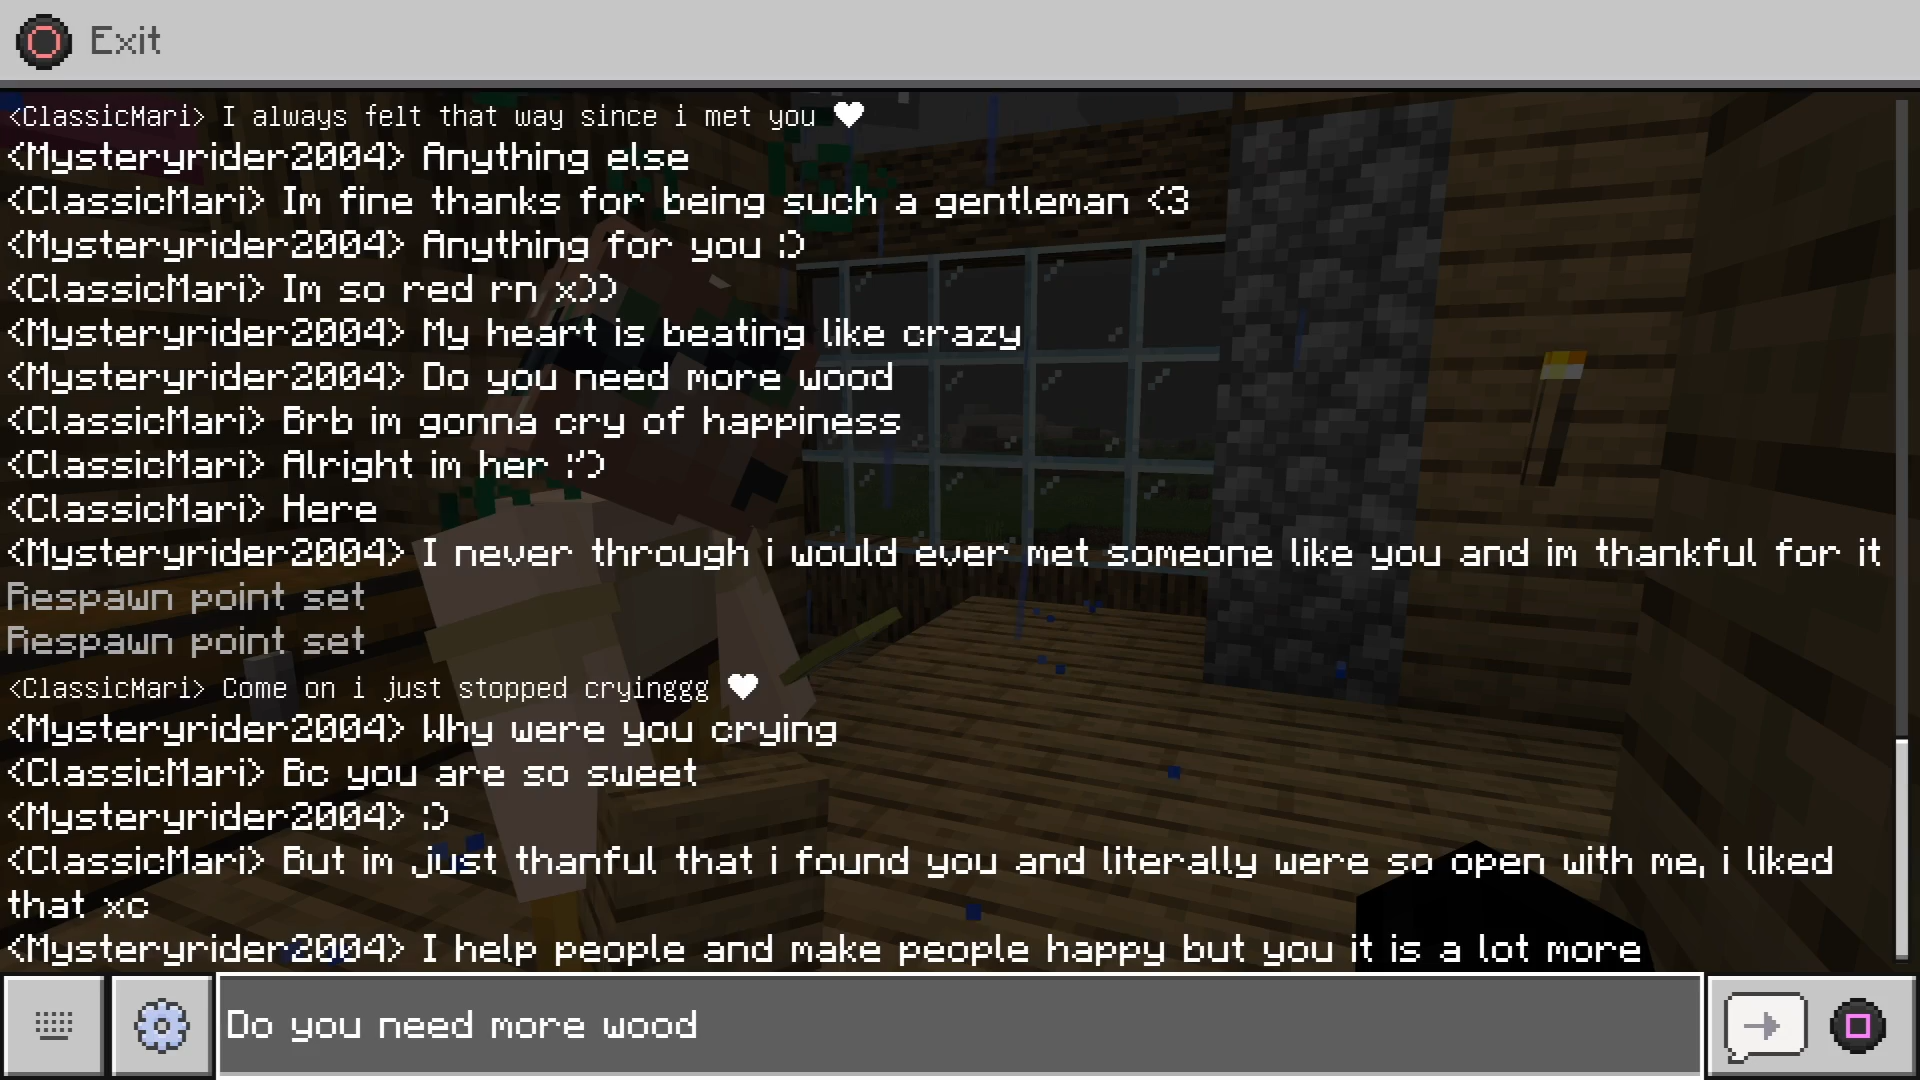 Exit
<ClassicMari> I always felt that way since i met you ♥
<Mysteryrider2004> Anything else
<ClassicMari> Im fine thanks for being such a gentleman <3
<Mysteryrider2004> Anything for you :)
<ClassicMari> Im so red rn x))
<Mysteryrider2004> My heart is beating like crazy
<Mysteryrider2004> Do you need more wood
<ClassicMari> Brb im gonna cry of happiness
<ClassicMari> Alright im her :')
<ClassicMari> Here
<Mysteryrider2004> I never through i would ever met someone like you and im thankful for it
Respawn point set
Respawn point set
<ClassicMari> Come on i just stopped cryinggg ♥
<Mysteryrider2004> Why were you crying
<ClassicMari> Bc you are so sweet
<Mysteryrider2004> :)
<ClassicMari> But im just thanful that i found you and literally were so open with me, i liked
that xc
<Mysteryrider2004> I help people and make people happy but you it is a lot more
Do you need more wood